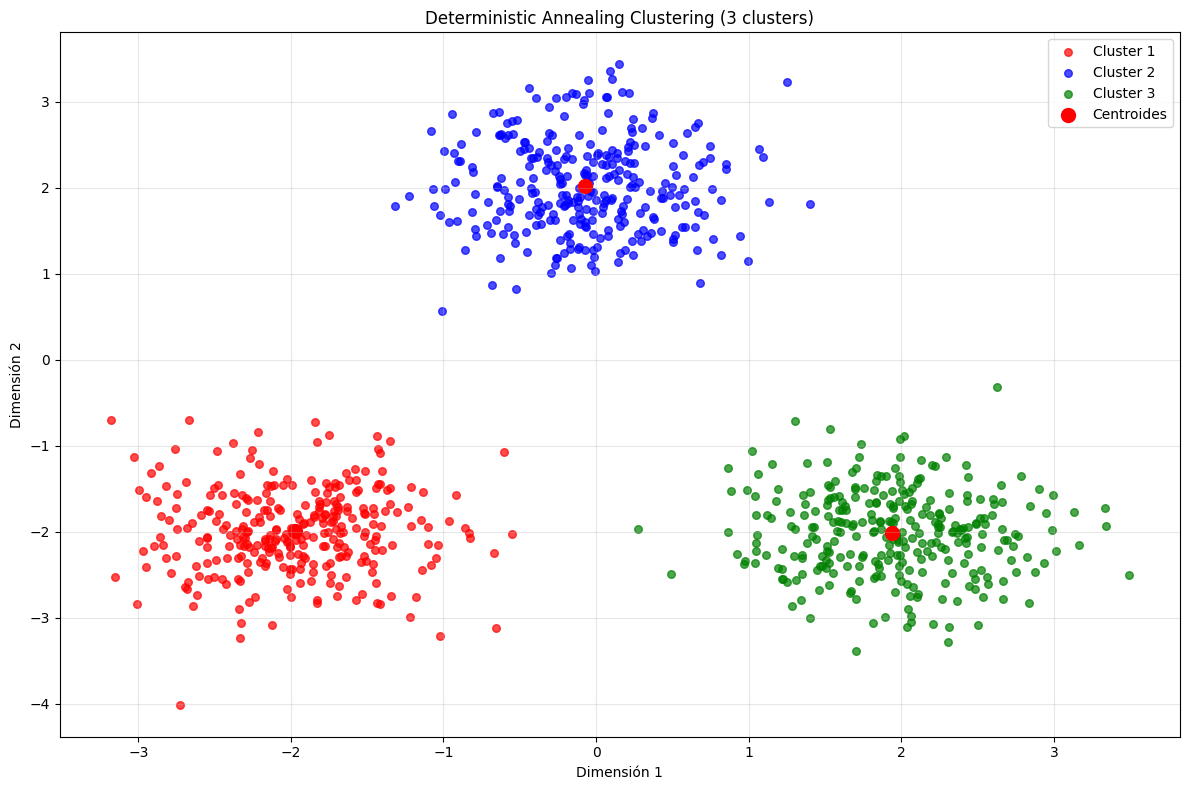 Deterministic Annealing Clustering (3 clusters)
Cluster 1
Cluster 2
Cluster 3
Centroides
Dimensión 2
3
2
1
0
−1
−2
−3
−4
−3
−2
−1
0
1
2
3
Dimensión 1